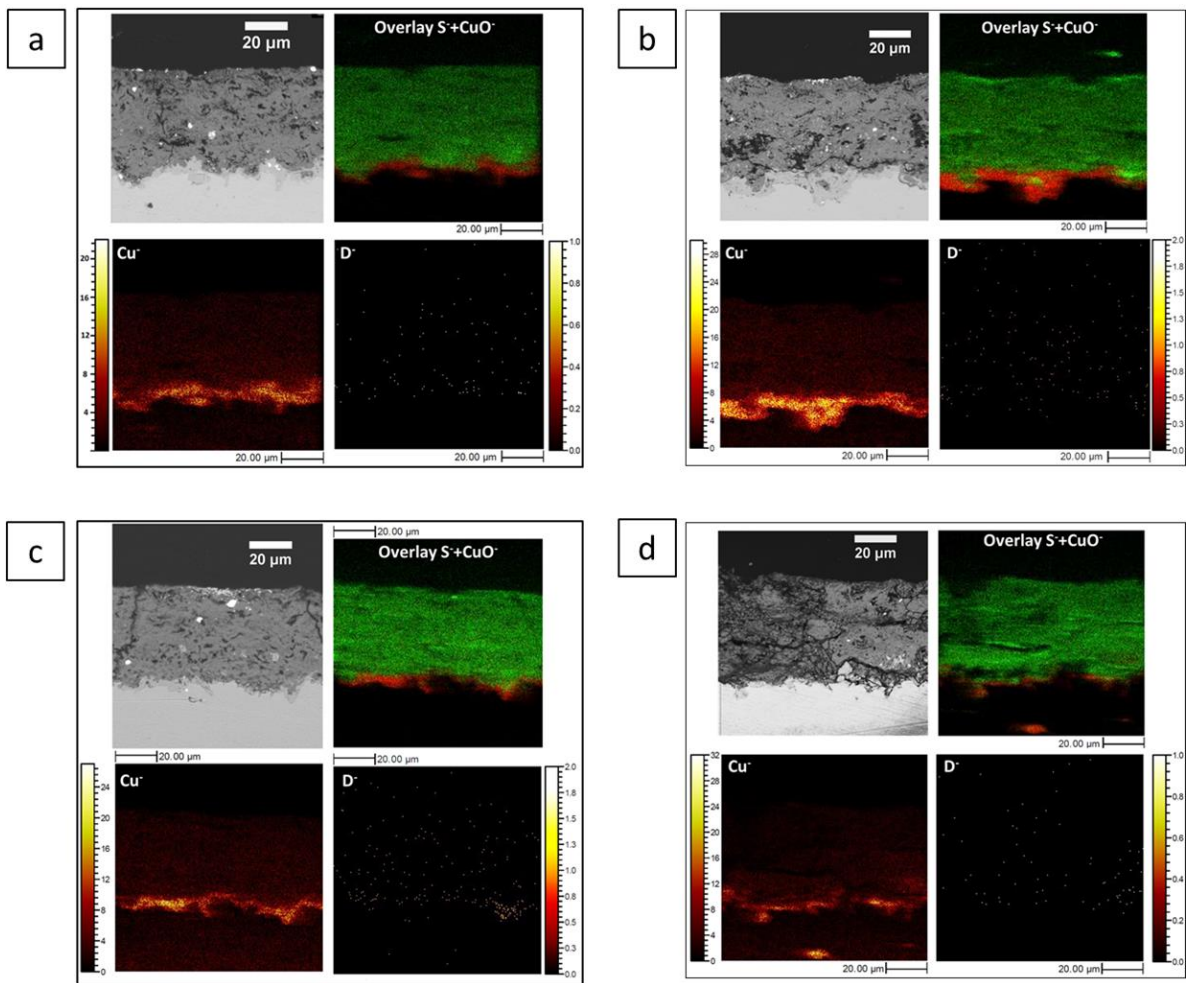 a
20 µm
Overlay S⁻+CuO⁻
20.00 µm
Cu⁻
20
16
12
8
4
20.00 µm
D⁻
1.0
0.8
0.6
0.4
0.2
0.0
20.00 µm
b
20 µm
Overlay S⁻+CuO⁻
20.00 µm
Cu⁻
28
24
20
16
12
8
4
0
20.00 µm
D⁻
2.0
1.8
1.5
1.3
1.0
0.8
0.5
0.3
0.0
20.00 µm
c
20 µm
20.00 µm
Overlay S⁻+CuO⁻
20.00 µm
20.00 µm
Cu⁻
24
20
16
12
8
4
0
D⁻
2.0
1.8
1.5
1.3
1.0
0.8
0.5
0.3
0.0
d
20 µm
Overlay S⁻+CuO⁻
20.00 µm
Cu⁻
32
28
24
20
16
12
8
4
0
20.00 µm
D⁻
1.0
0.8
0.6
0.4
0.2
0.0
20.00 µm